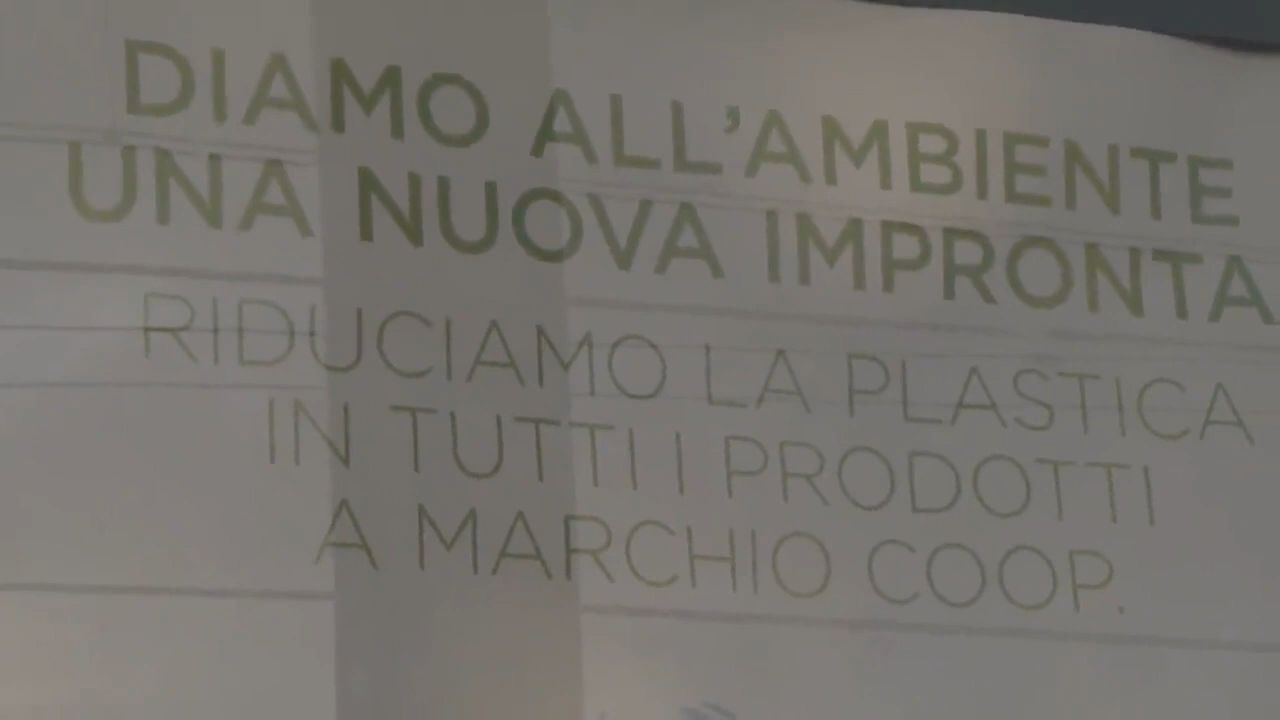 DIAMO ALL'AMBIENTE
UNA NUOVA IMPRONTA
RIDUCIAMO LA PLASTICA
IN TUTTI I PRODOTTI
A MARCHIO COOP.